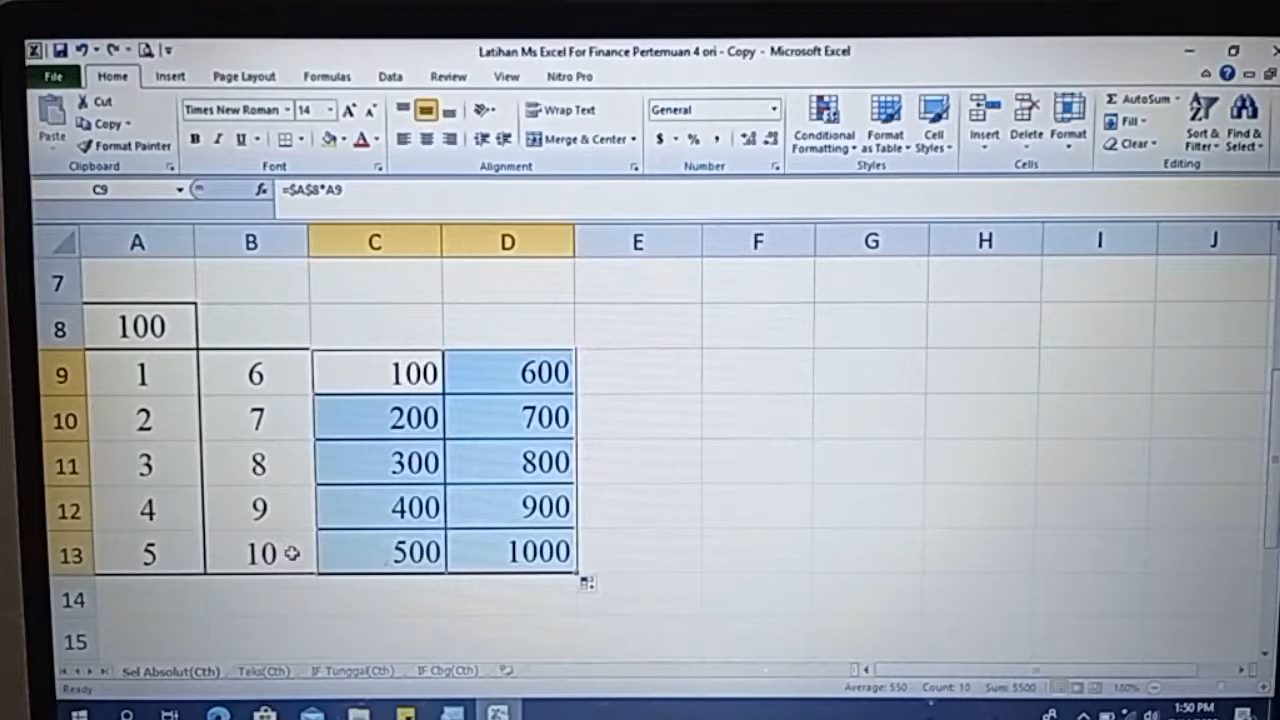 Latihan Ms Excel For Finance Pertemuan 4 ori - Copy - Microsoft Excel
File Home Insert Page Layout Formulas Data Review View Nitro Pro
Paste
Cut
Copy
Format Painter
Clipboard
Times New Roman 14
B I U
Font
Wrap Text
Merge & Center
Alignment
General
$ % ,
Number
Conditional Formatting
Format as Table
Cell Styles
Styles
Insert Delete Format
Cells
Σ AutoSum
Fill
Clear
Sort & Filter
Find & Select
Editing
C9 fx =$A$8*A9
A B C D E F G H I J
7
8 100
9 1 6 100 600
10 2 7 200 700
11 3 8 300 800
12 4 9 400 900
13 5 10 500 1000
14
15
Sel Absolut(Cth) Teks(Cth) IF Tunggal(Cth) IF Cbg(Cth)
Ready Average: 550 Count: 10 Sum: 5500 180%
1:50 PM